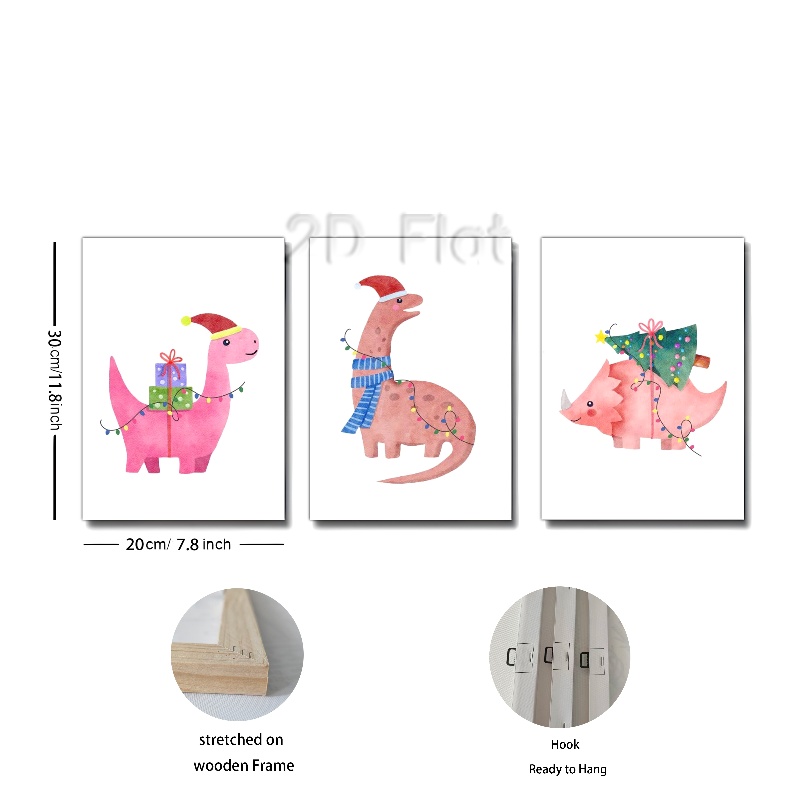 2D Flat
30cm/11.8inch
20cm/ 7.8 inch
stretched on
wooden Frame
Hook
Ready to Hang